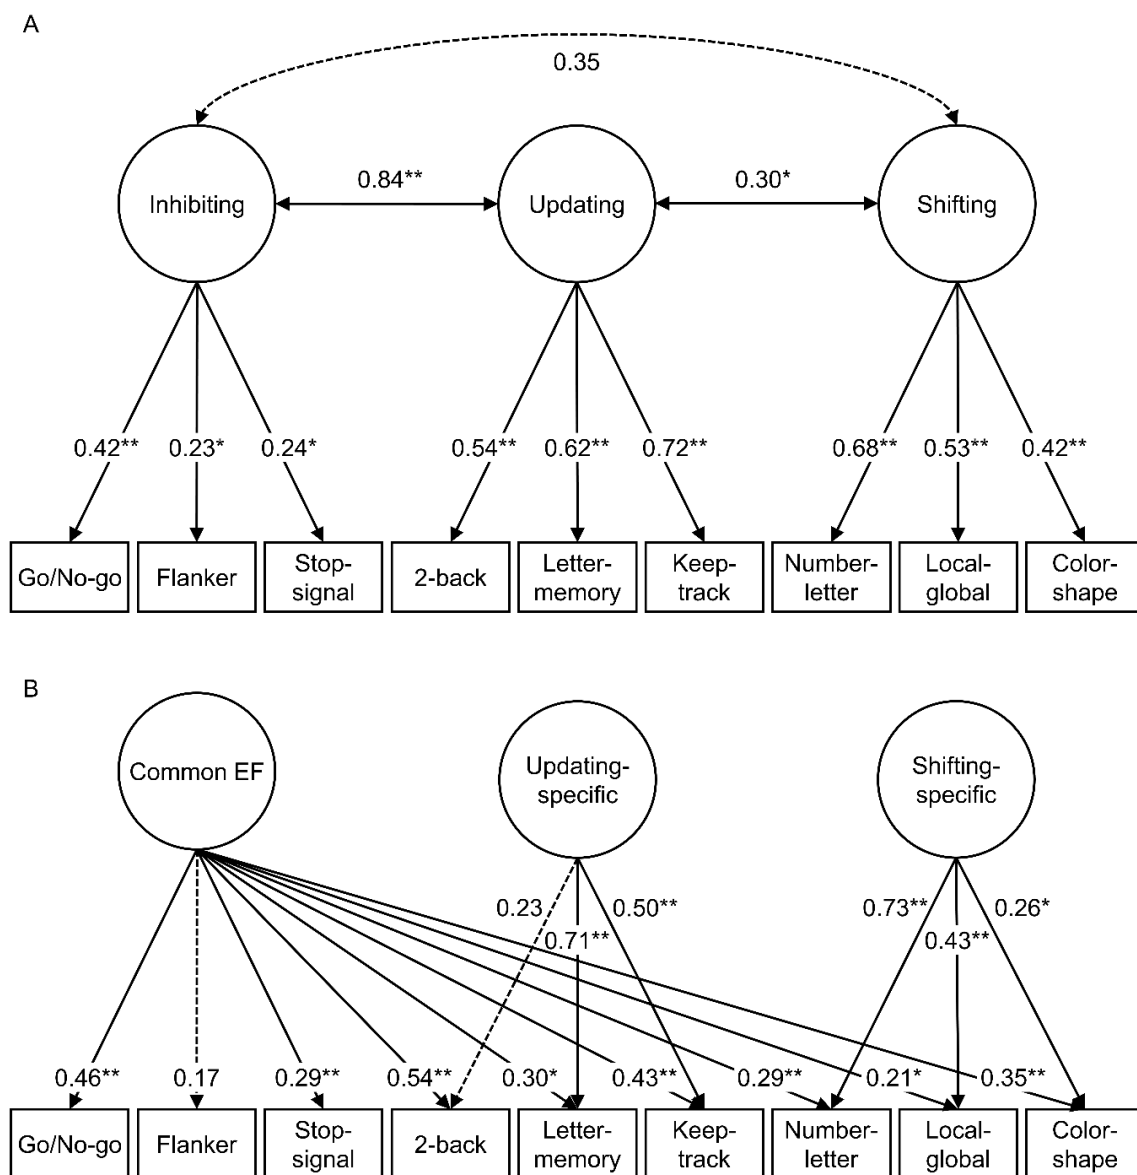 A
0.35
0.84**
0.30*
Inhibiting
Updating
Shifting
0.42**
0.23*
0.24*
0.54**
0.62**
0.72**
0.68**
0.53**
0.42**
Go/No-go
Flanker
Stop-
signal
2-back
Letter-
memory
Keep-
track
Number-
letter
Local-
global
Color-
shape
B
Common EF
Updating-
specific
Shifting-
specific
0.23
0.50**
0.71**
0.73**
0.26*
0.43**
0.46**
0.17
0.29**
0.54**
0.30*
0.43**
0.29**
0.21*
0.35**
Go/No-go
Flanker
Stop-
signal
2-back
Letter-
memory
Keep-
track
Number-
letter
Local-
global
Color-
shape